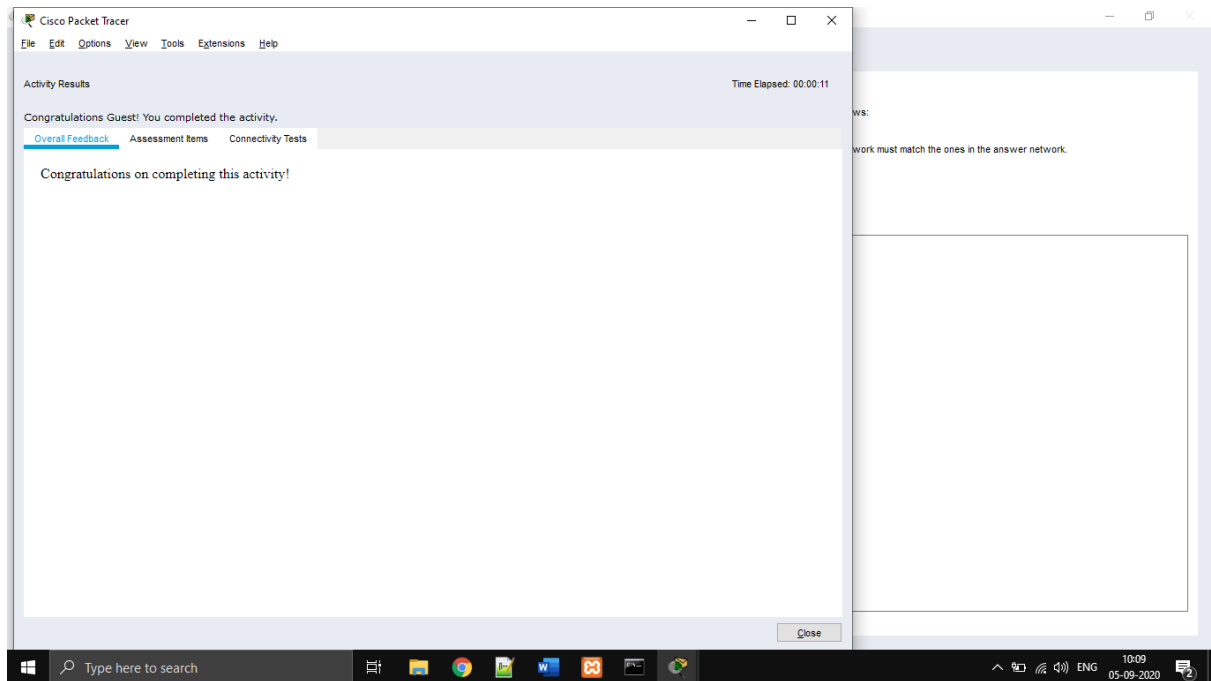 Cisco Packet Tracer
File Edit Options View Tools Extensions Help
Activity Results Time Elapsed: 00:00:11
Congratulations Guest! You completed the activity.
Overall Feedback Assessment Items Connectivity Tests
Congratulations on completing this activity!
Close
ws:
work must match the ones in the answer network.
Type here to search
ENG
10:09
05-09-2020
2